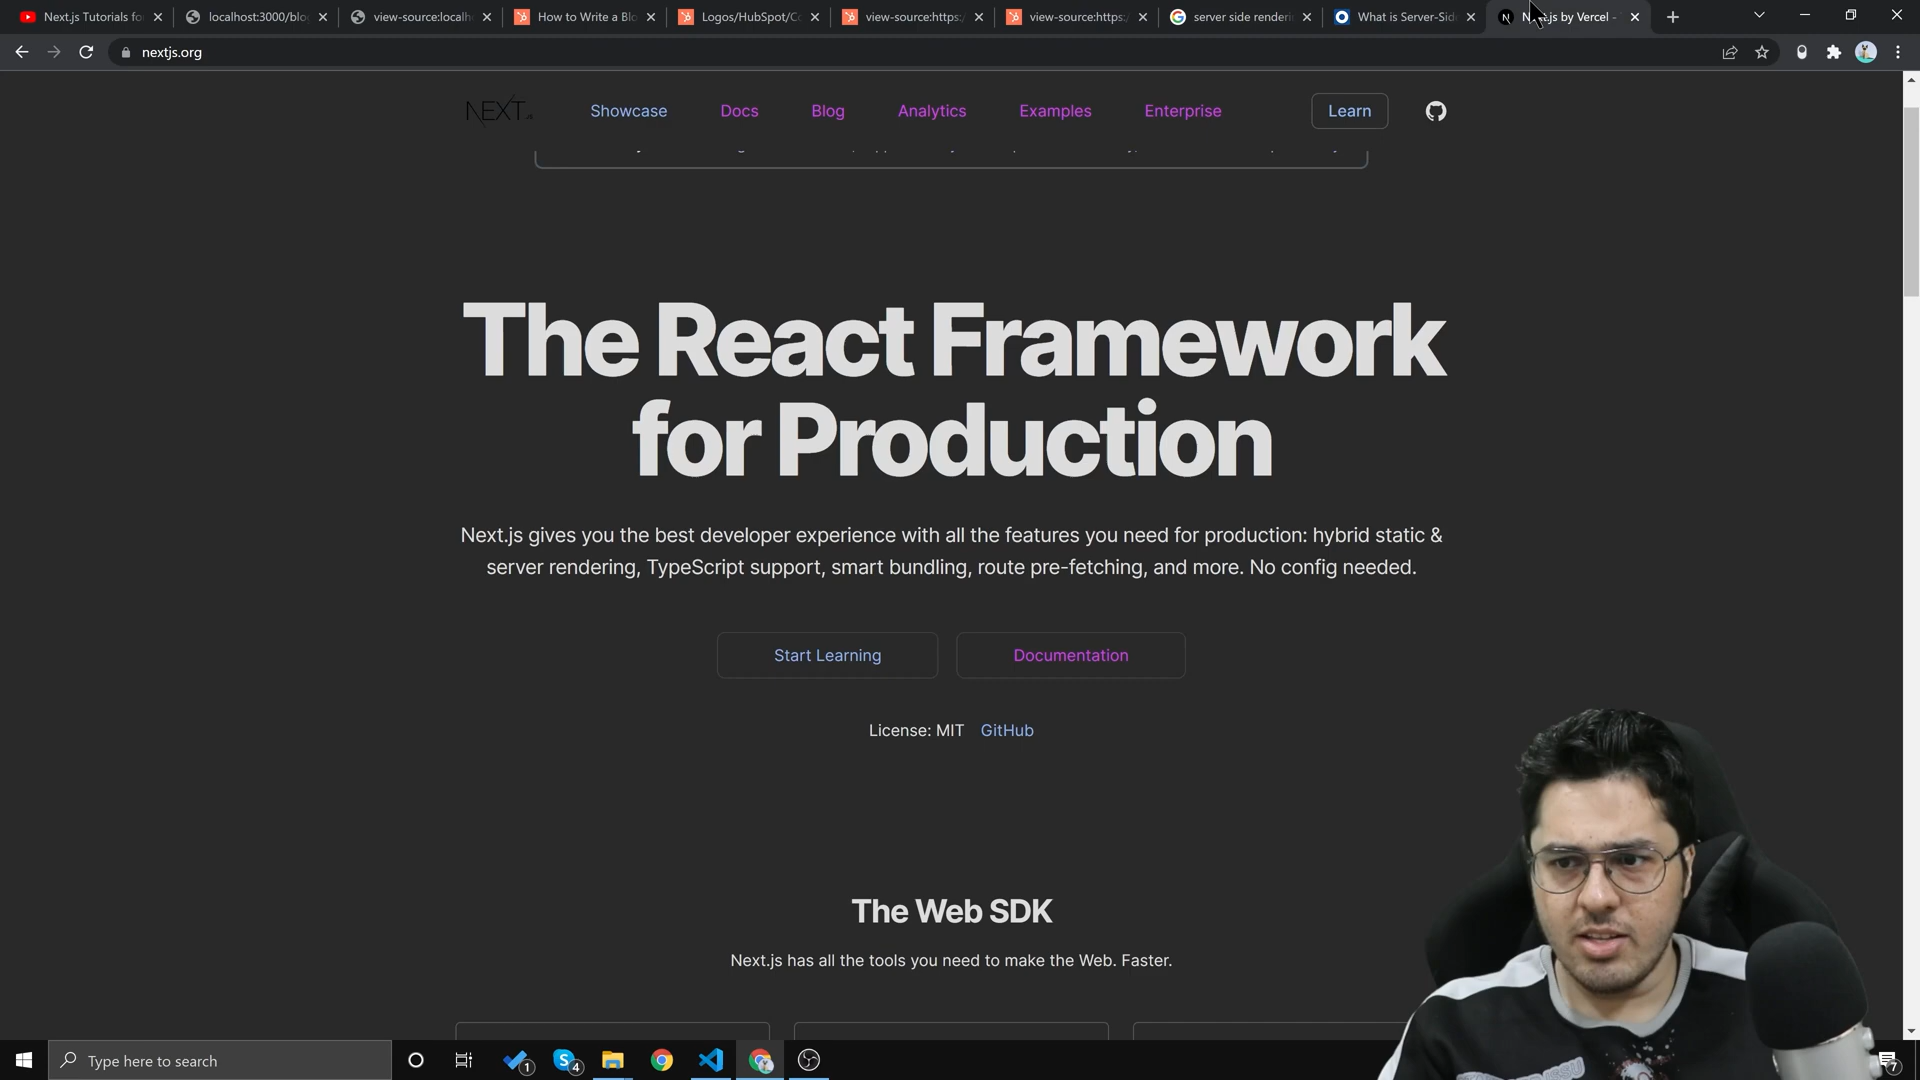 Next.js Tutorials fo
localhost:3000/blo
view-source:localh
How to Write a Blo
Logos/HubSpot/Co
view-source:https:/
view-source:https:/
server side renderi
What is Server-Sid
js by Vercel -
nextjs.org
NEXT.JS
Showcase
Docs
Blog
Analytics
Examples
Enterprise
Learn
The React Framework
for Production
Next.js gives you the best developer experience with all the features you need for production: hybrid static &
server rendering, TypeScript support, smart bundling, route pre-fetching, and more. No config needed.
Start Learning
Documentation
License: MIT GitHub
The Web SDK
Next.js has all the tools you need to make the Web. Faster.
Type here to search
1
4
7